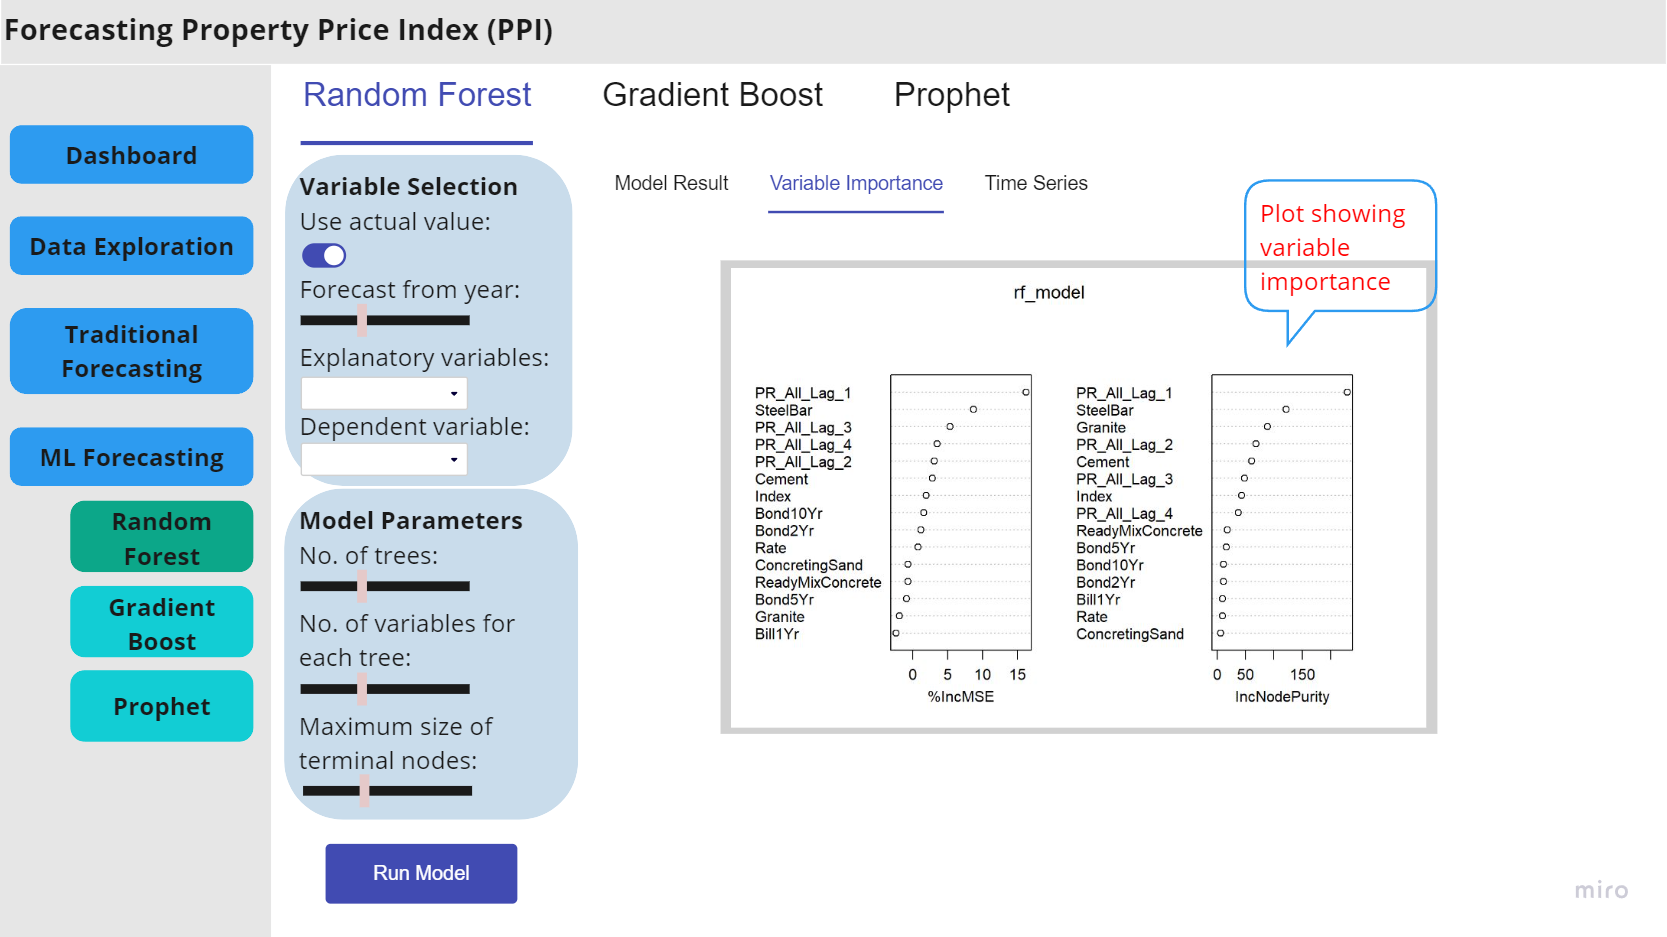 Forecasting Property Price Index (PPI)
Dashboard
Data Exploration
Traditional
Forecasting
ML Forecasting
Random
Forest
Gradient
Boost
Prophet
Random Forest
Gradient Boost
Prophet
Variable Selection
Use actual value:
Forecast from year:
Explanatory variables:
Dependent variable:
Model Parameters
No. of trees:
No. of variables for
each tree:
Maximum size of
terminal nodes:
Run Model
Model Result
Variable Importance
Time Series
Plot showing
variable
importance
rf_model
PR_All_Lag_1
SteelBar
PR_All_Lag_3
PR_All_Lag_4
PR_All_Lag_2
Cement
Index
Bond10Yr
Bond2Yr
Rate
ConcretingSand
ReadyMixConcrete
Bond5Yr
Granite
Bill1Yr
0 5 10 15
%IncMSE
PR_All_Lag_1
SteelBar
Granite
PR_All_Lag_2
Cement
PR_All_Lag_3
Index
PR_All_Lag_4
ReadyMixConcrete
Bond5Yr
Bond10Yr
Bond2Yr
Bill1Yr
Rate
ConcretingSand
0 50 150
IncNodePurity
miro